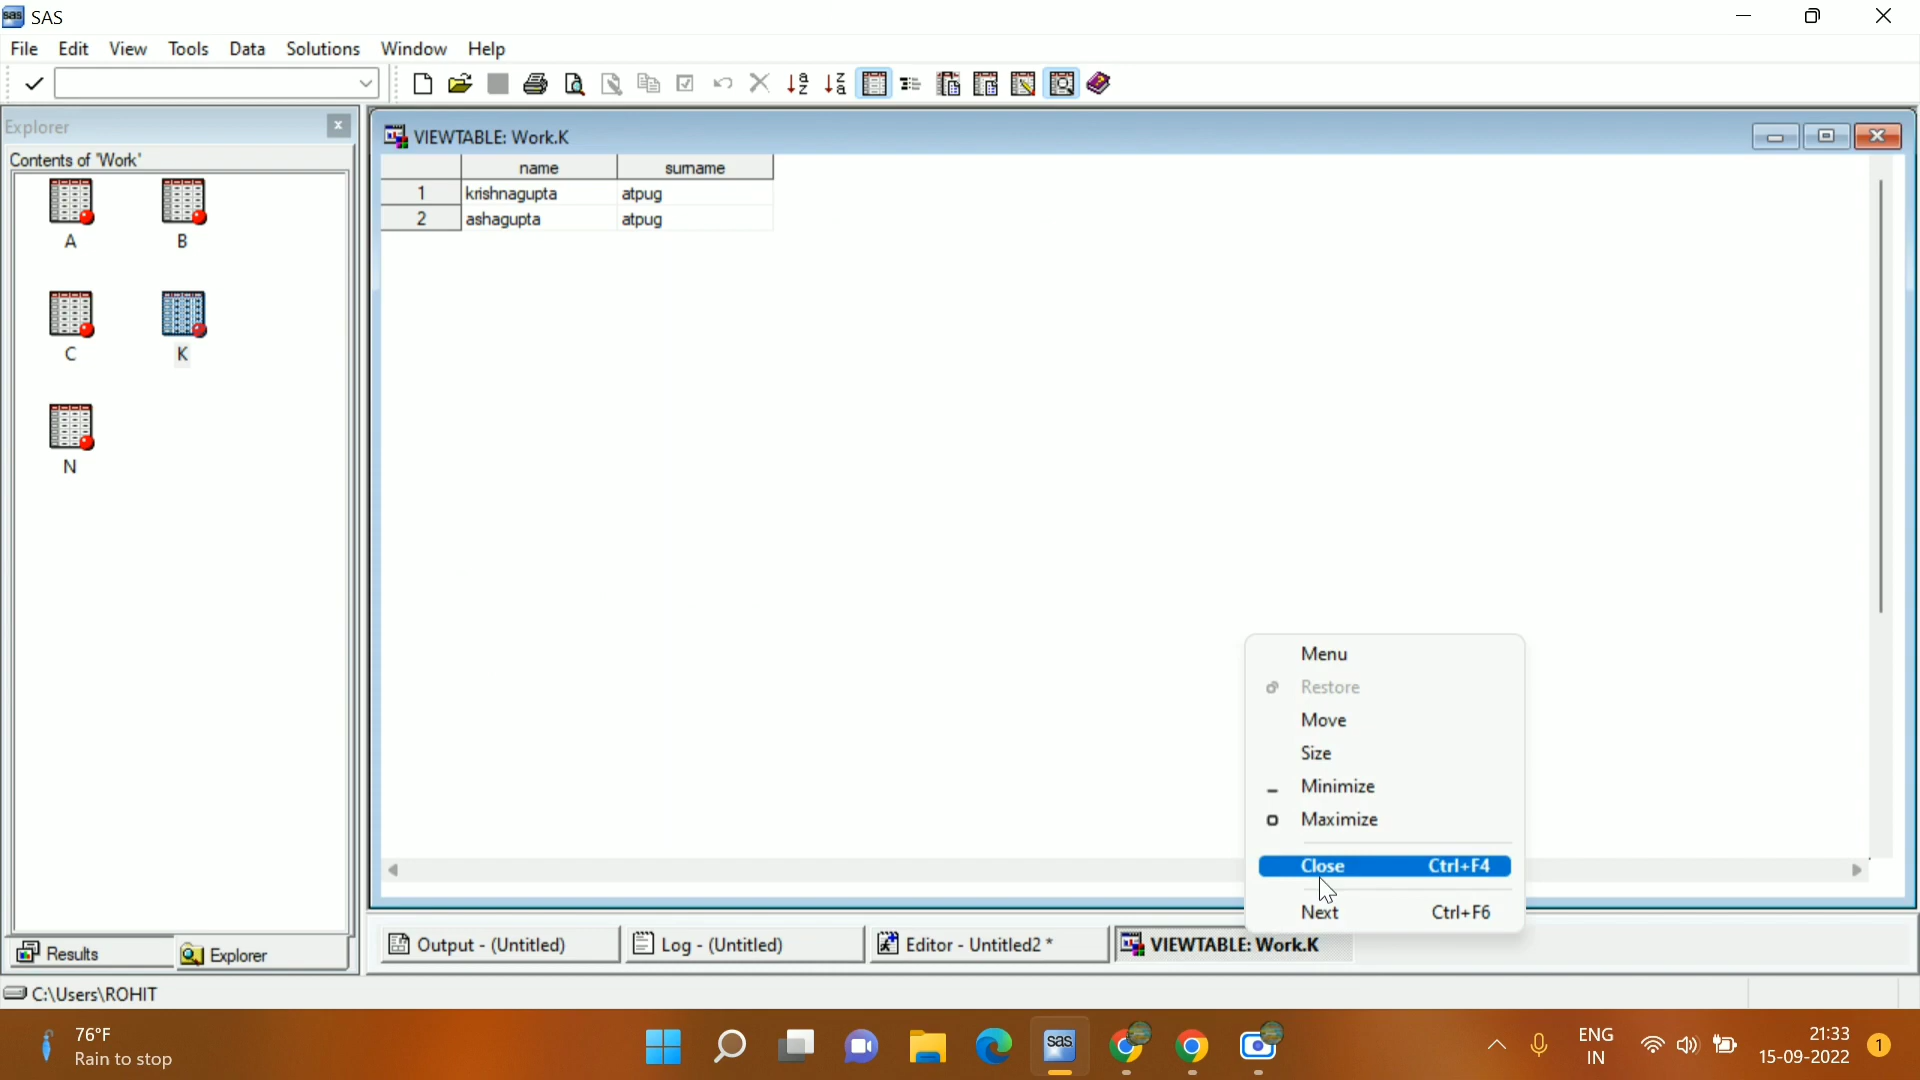 SAS
File Edit View Tools Data Solutions Window Help
Explorer
Contents of 'Work'
A B
C K
N
VIEWTABLE: Work.K
name surname
1 krishnagupta atpug
2 ashagupta atpug
Menu
Restore
Move
Size
Minimize
Maximize
Close Ctrl+F4
Next Ctrl+F6
Results Explorer
Output - (Untitled) Log - (Untitled) Editor - Untitled2 * VIEWTABLE: Work.K
C:\Users\ROHIT
76°F
Rain to stop
sas
ENG
IN
21:33
15-09-2022
1